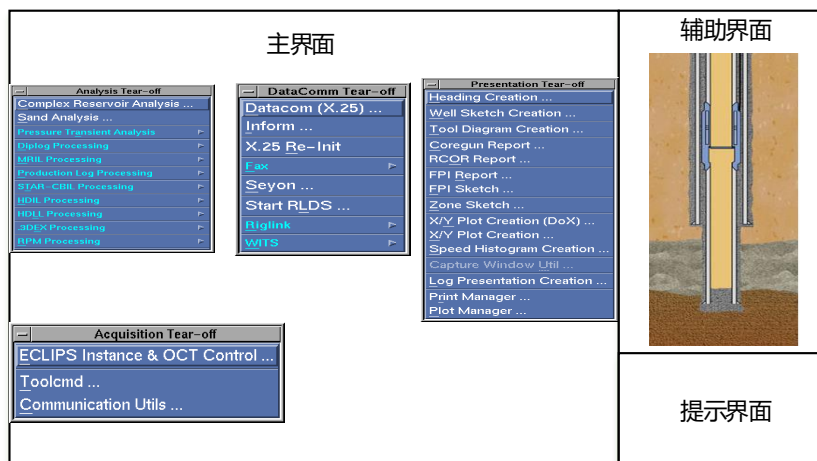 主界面
辅助界面
Analysis Tear-off
Complex Reservoir Analysis ...
Sand Analysis ...
Pressure Transient Analysis
Diplog Processing
MRIL Processing
Production Log Processing
STAR-CBIL Processing
HDIL Processing
HDLL Processing
3DEX Processing
RPM Processing
DataComm Tear-off
Datacom (X.25) ...
Inform ...
X.25 Re-Init
Fax
Seyon ...
Start RLDS ...
Riglink
WITS
Presentation Tear-off
Heading Creation ...
Well Sketch Creation ...
Tool Diagram Creation ...
Coregun Report ...
RCOR Report ...
FPI Report ...
FPI Sketch ...
Zone Sketch ...
X/Y Plot Creation (DoX) ...
X/Y Plot Creation ...
Speed Histogram Creation ...
Capture Window Util ...
Log Presentation Creation ...
Print Manager ...
Plot Manager ...
Acquisition Tear-off
ECLIPS Instance & OCT Control ...
Toolcmd ...
Communication Utils ...
提示界面